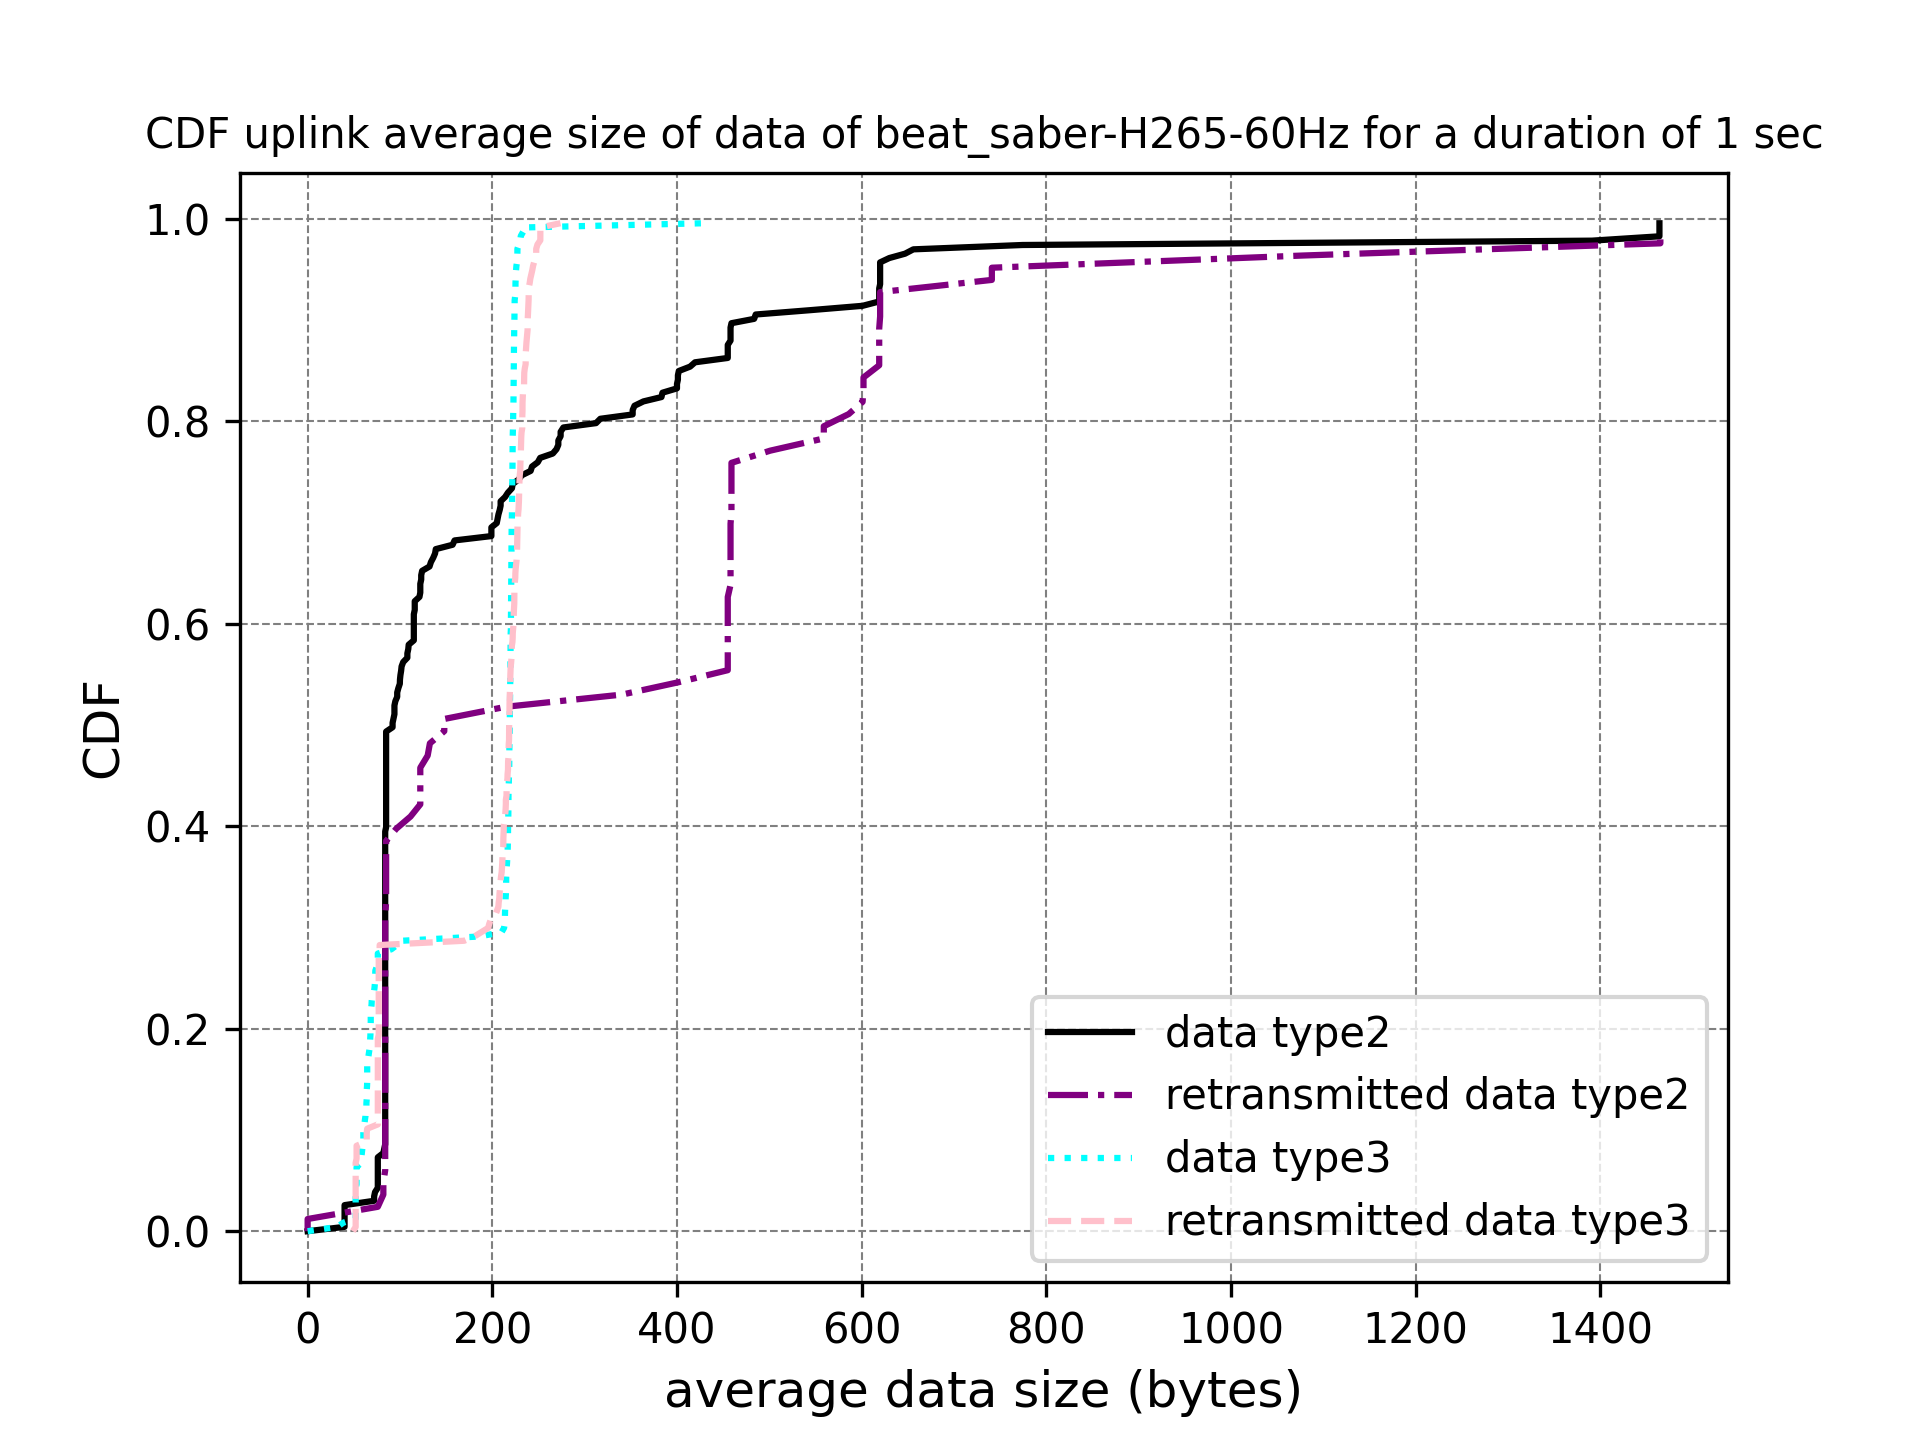 CDF uplink average size of data of beat_saber-H265-60Hz for a duration of 1 sec
1.0
0.8
0.6
0.4
0.2
0.0
CDF
data type2
retransmitted data type2
data type3
retransmitted data type3
0 200 400 600 800 1000 1200 1400
average data size (bytes)